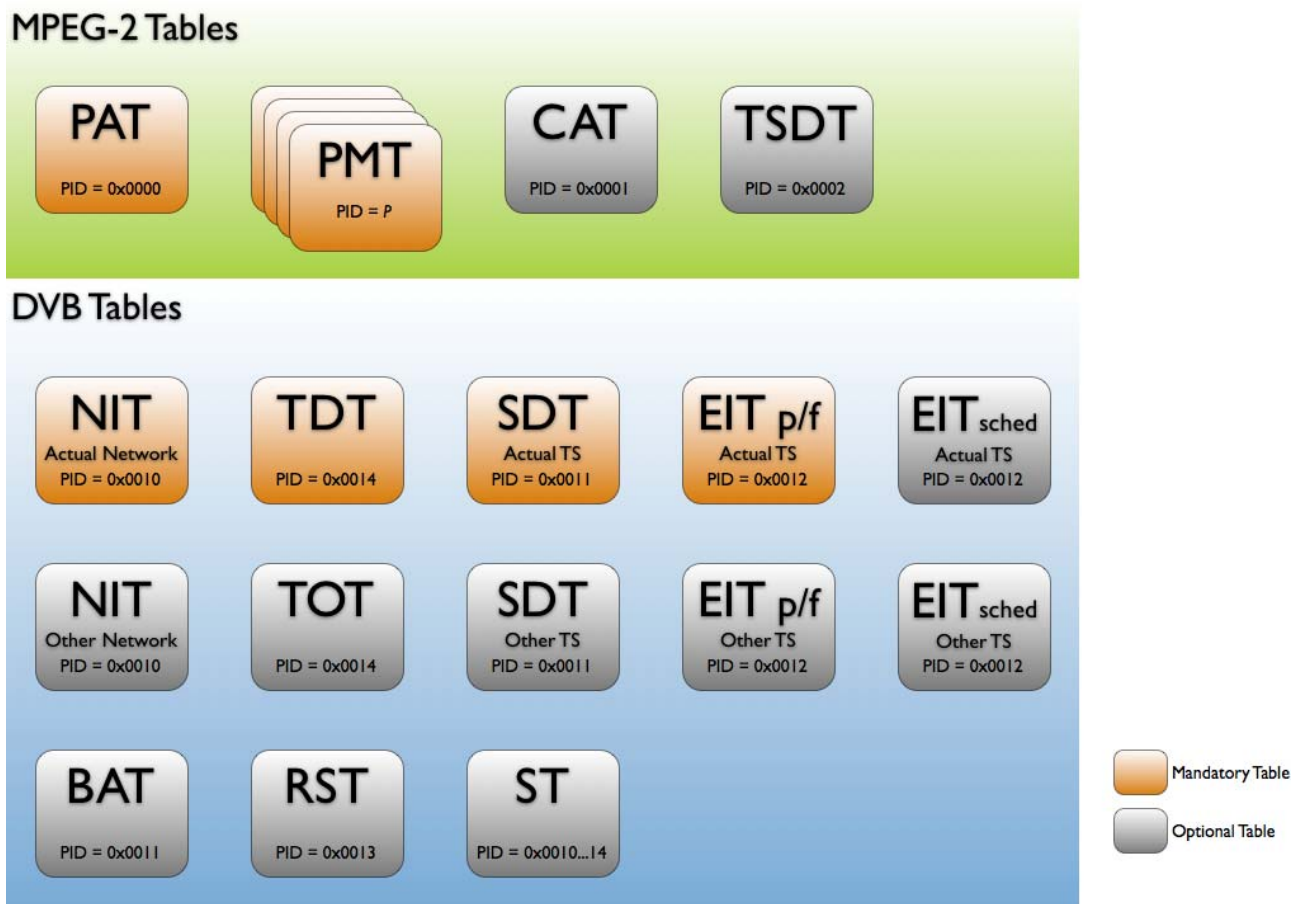 MPEG-2 Tables
PAT
PID = 0x0000
PMT
PID = P
CAT
PID = 0x0001
TSDT
PID = 0x0002
DVB Tables
NIT
Actual Network
PID = 0x0010
TDT
PID = 0x0014
SDT
Actual TS
PID = 0x0011
EIT p/f
Actual TS
PID = 0x0012
EIT sched
Actual TS
PID = 0x0012
NIT
Other Network
PID = 0x0010
TOT
PID = 0x0014
SDT
Other TS
PID = 0x0011
EIT p/f
Other TS
PID = 0x0012
EIT sched
Other TS
PID = 0x0012
BAT
PID = 0x0011
RST
PID = 0x0013
ST
PID = 0x0010...14
Mandatory Table
Optional Table